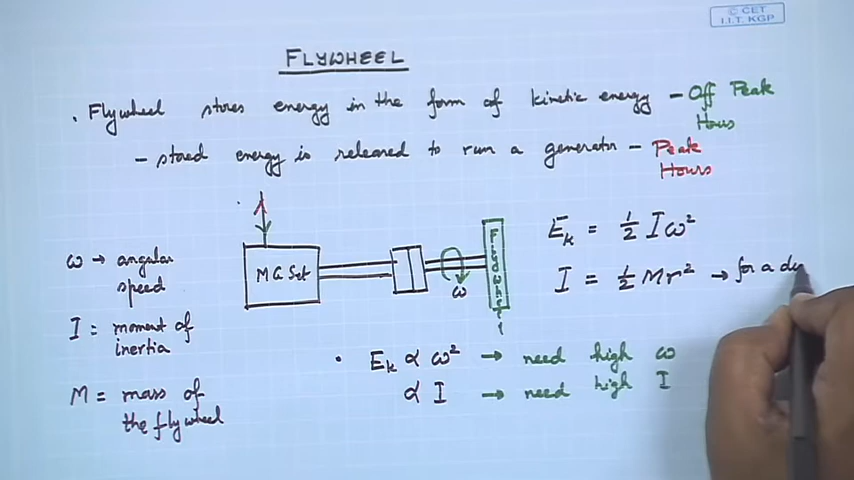 © CET
I.I.T. KGP
FLYWHEEL
. Flywheel stores energy in the form of kinetic energy - Off Peak
Hours
- stored energy is released to run a generator - Peak
Hours
MG Set
ω
Flywheel
E_k = 1/2 I ω²
I = 1/2 M r² → for a
ω → angular
speed
I = moment of
inertia
M = mass of
the flywheel
• E_k ∝ ω² → need high ω
∝ I → need high I